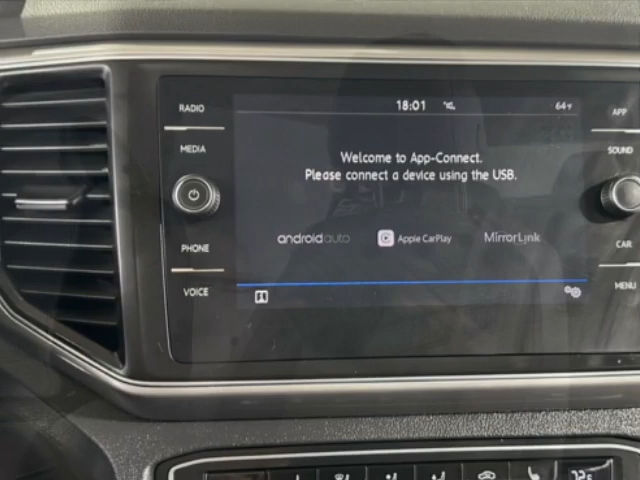 RADIO
MEDIA
PHONE
VOICE
18:01
64°F
Welcome to App-Connect.
Please connect a device using the USB.
androidauto
Apple CarPlay
MirrorLink
APP
SOUND
CAR
MENU